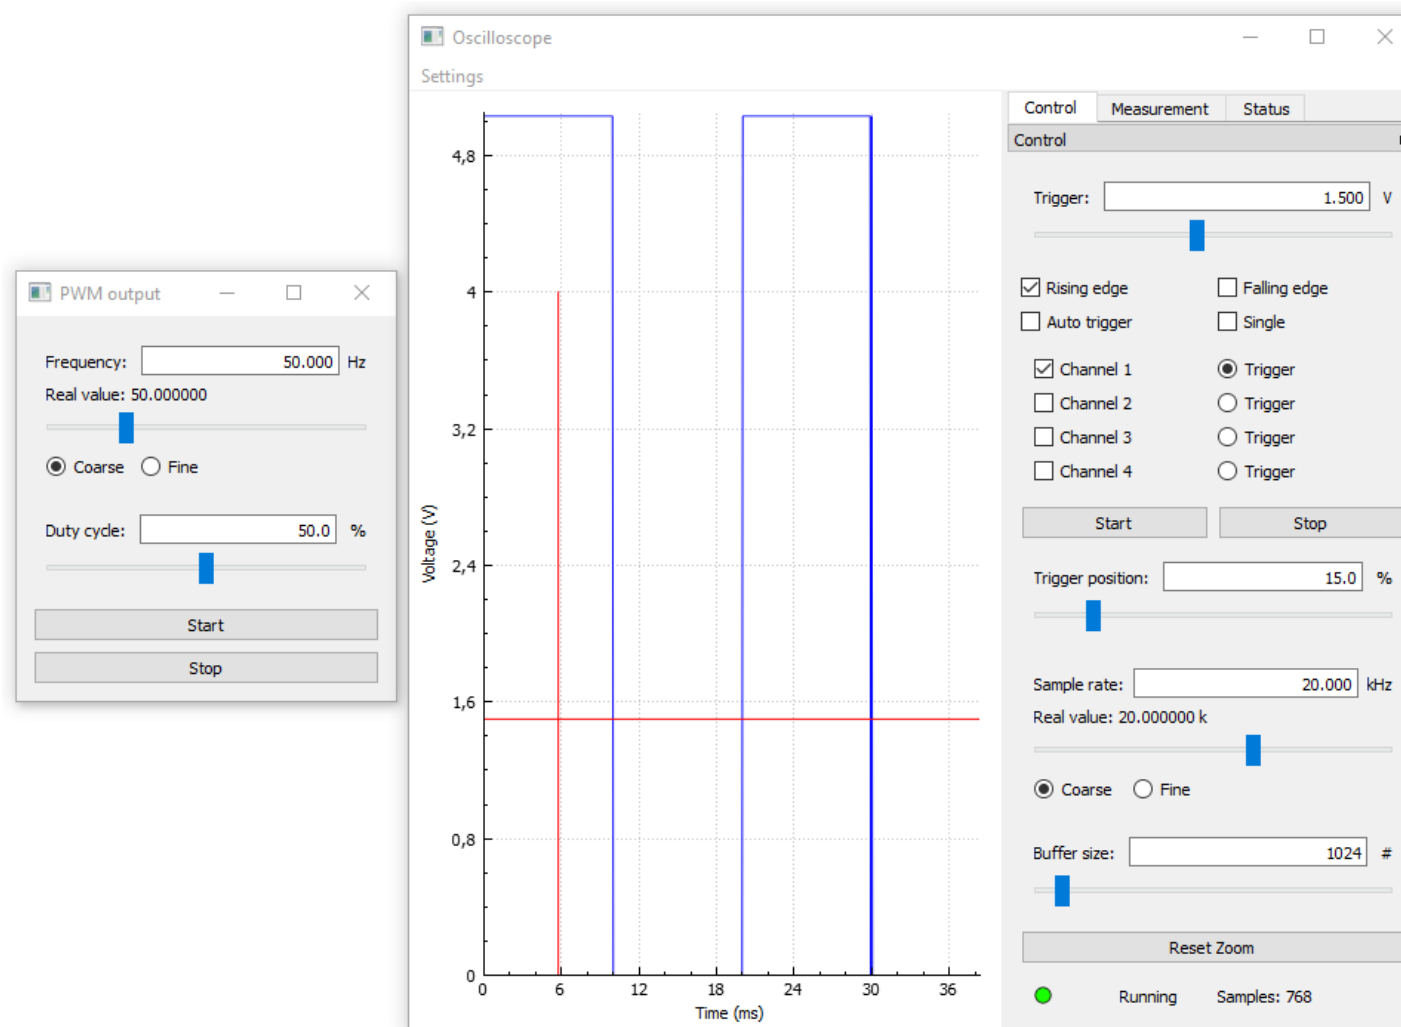 PWM output
Frequency: 50.000 Hz
Real value: 50.000000
Coarse Fine
Duty cycle: 50.0 %
Start
Stop
Oscilloscope
Settings
4,8
4
3,2
2,4
1,6
0,8
0
Voltage (V)
0 6 12 18 24 30 36
Time (ms)
Control Measurement Status
Control
Trigger: 1.500 V
Rising edge Falling edge
Auto trigger Single
Channel 1 Trigger
Channel 2 Trigger
Channel 3 Trigger
Channel 4 Trigger
Start Stop
Trigger position: 15.0 %
Sample rate: 20.000 kHz
Real value: 20.000000 k
Coarse Fine
Buffer size: 1024 #
Reset Zoom
Running Samples: 768